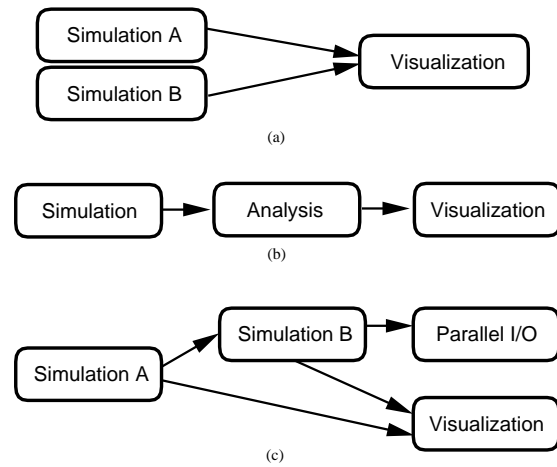 Simulation A
Simulation B
Visualization
(a)
Simulation
Analysis
Visualization
(b)
Simulation A
Simulation B
Parallel I/O
Visualization
(c)